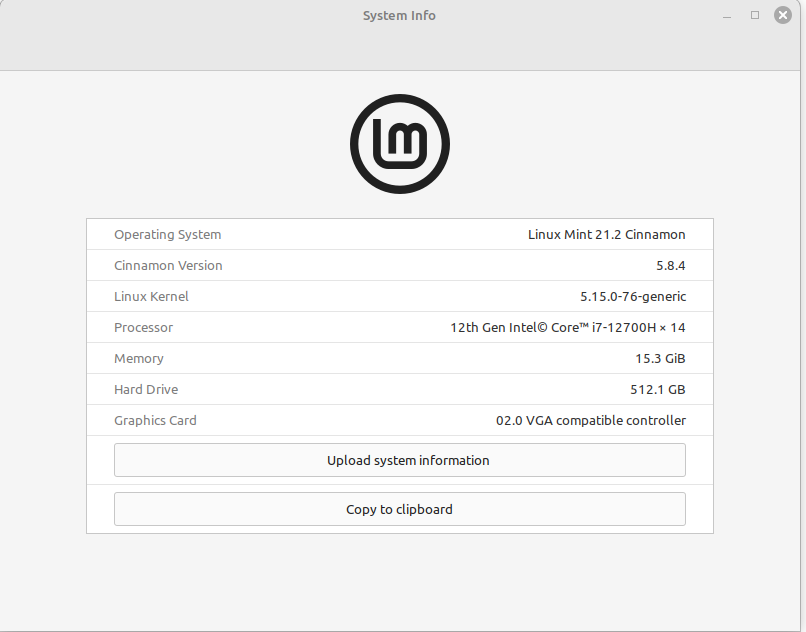 System Info
lm
Operating System Linux Mint 21.2 Cinnamon
Cinnamon Version 5.8.4
Linux Kernel 5.15.0-76-generic
Processor 12th Gen Intel© Core™ i7-12700H × 14
Memory 15.3 GiB
Hard Drive 512.1 GB
Graphics Card 02.0 VGA compatible controller
Upload system information
Copy to clipboard